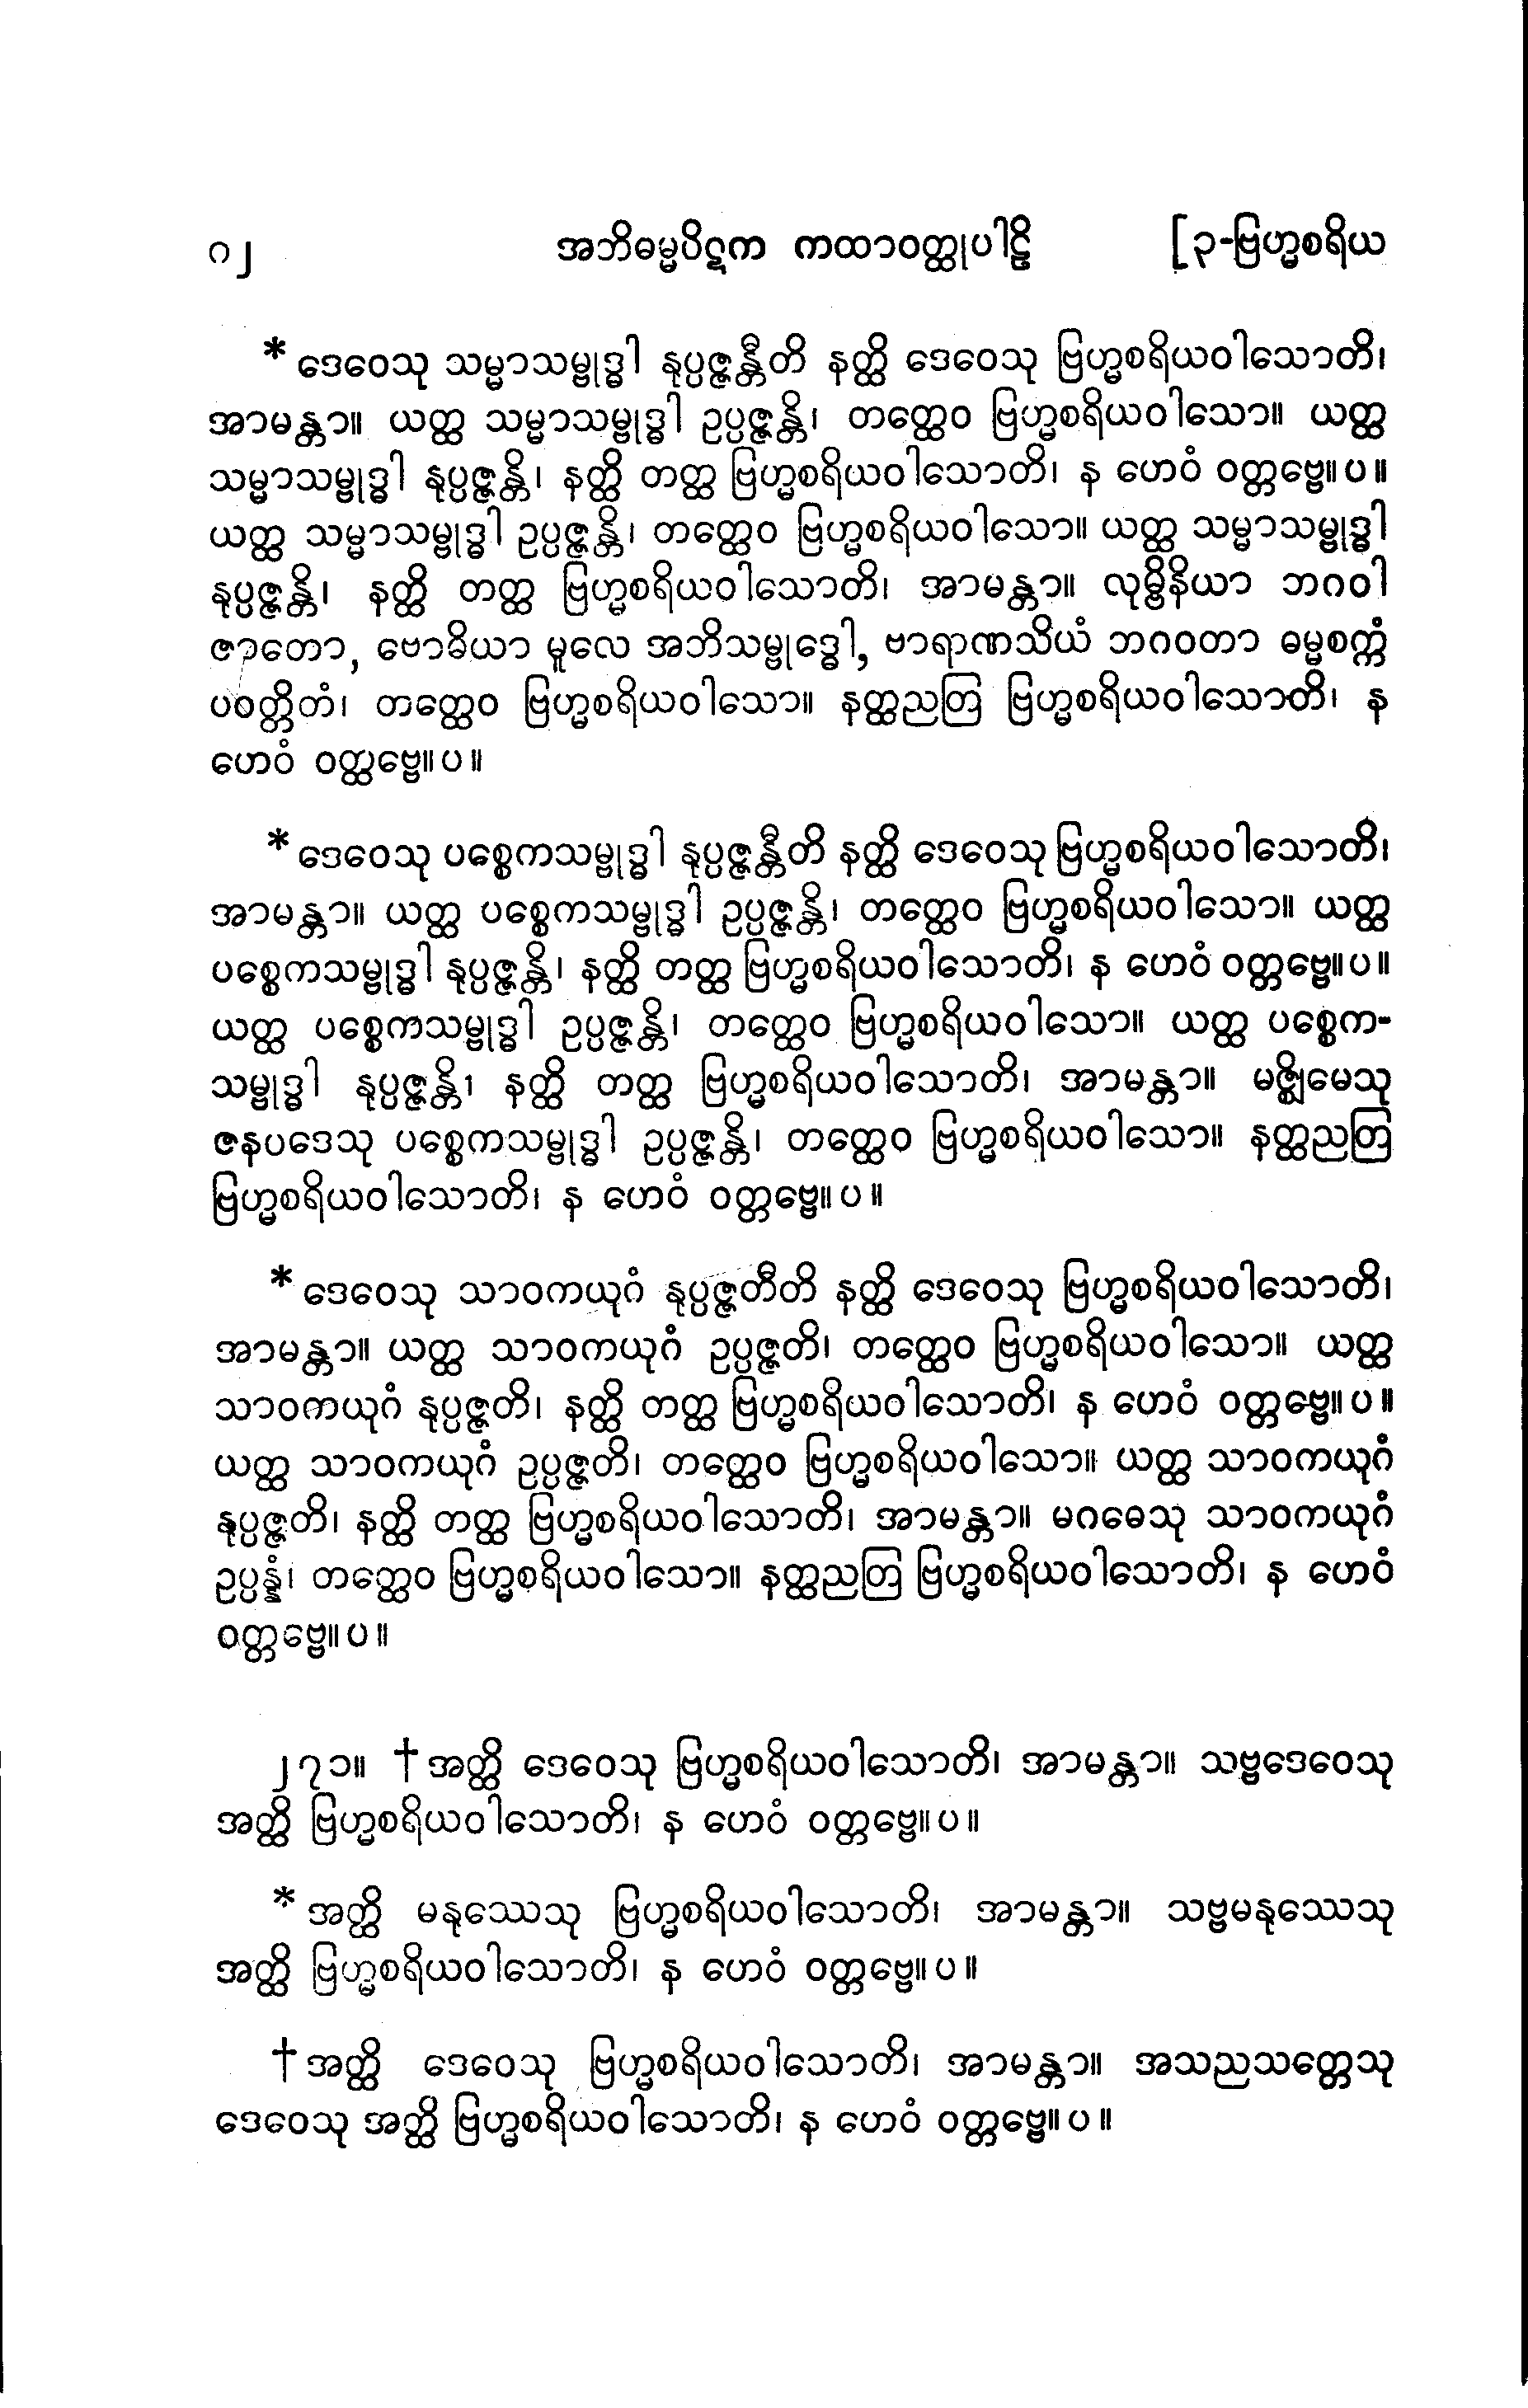 ဂ၂ အဘိဓမ္မပိဋက ကထာဝတ္ထုပါဠိ [၃-ဗြဟ္မစရိယ
* ဒေဝေသု သမ္မာသမ္ဗုဒ္ဓါ နုပ္ပဇ္ဇန္တီတိ နတ္ထိ ဒေဝေသု ဗြဟ္မစရိယဝါသောတိ၊
အာမန္တာ။ ယတ္ထ သမ္မာသမ္ဗုဒ္ဓါ ဥပ္ပဇ္ဇန္တိ၊ တတ္ထေဝ ဗြဟ္မစရိယဝါသော။ ယတ္ထ
သမ္မာသမ္ဗုဒ္ဓါ နုပ္ပဇ္ဇန္တိ၊ နတ္ထိ တတ္ထ ဗြဟ္မစရိယဝါသောတိ၊ န ဟေဝံ ဝတ္တဗ္ဗေ။ပ။
ယတ္ထ သမ္မာသမ္ဗုဒ္ဓါ ဥပ္ပဇ္ဇန္တိ၊ တတ္ထေဝ ဗြဟ္မစရိယဝါသော။ ယတ္ထ သမ္မာသမ္ဗုဒ္ဓါ
နုပ္ပဇ္ဇန္တိ၊ နတ္ထိ တတ္ထ ဗြဟ္မစရိယဝါသောတိ၊ အာမန္တာ။ လုမ္ဗိနိယာ ဘဂဝါ
ဇာတော, ဗောဓိယာ မူလေ အဘိသမ္ဗုဒ္ဓေါ, ဗာရာဏသိယံ ဘဂဝတာ ဓမ္မစက္ကံ
ပဝတ္တိတံ၊ တတ္ထေဝ ဗြဟ္မစရိယဝါသော။ နတ္ထညတြ ဗြဟ္မစရိယဝါသောတိ၊ န
ဟေဝံ ဝတ္ထဗ္ဗေ။ပ။
* ဒေဝေသု ပစ္စေကသမ္ဗုဒ္ဓါ နုပ္ပဇ္ဇန္တီတိ နတ္ထိ ဒေဝေသု ဗြဟ္မစရိယဝါသောတိ၊
အာမန္တာ။ ယတ္ထ ပစ္စေကသမ္ဗုဒ္ဓါ ဥပ္ပဇ္ဇန္တိ၊ တတ္ထေဝ ဗြဟ္မစရိယဝါသော။ ယတ္ထ
ပစ္စေကသမ္ဗုဒ္ဓါ နုပ္ပဇ္ဇန္တိ၊ နတ္ထိ တတ္ထ ဗြဟ္မစရိယဝါသောတိ၊ န ဟေဝံ ဝတ္တဗ္ဗေ။ပ။
ယတ္ထ ပစ္စေကသမ္ဗုဒ္ဓါ ဥပ္ပဇ္ဇန္တိ၊ တတ္ထေဝ ဗြဟ္မစရိယဝါသော။ ယတ္ထ ပစ္စေက-
သမ္ဗုဒ္ဓါ နုပ္ပဇ္ဇန္တိ၊ နတ္ထိ တတ္ထ ဗြဟ္မစရိယဝါသောတိ၊ အာမန္တာ။ မဇ္ဈိမေသု
ဇနပဒေသု ပစ္စေကသမ္ဗုဒ္ဓါ ဥပ္ပဇ္ဇန္တိ၊ တတ္ထေဝ ဗြဟ္မစရိယဝါသော။ နတ္ထညတြ
ဗြဟ္မစရိယဝါသောတိ၊ န ဟေဝံ ဝတ္တဗ္ဗေ။ပ။
* ဒေဝေသု သာဝကယုဂံ နုပ္ပဇ္ဇတီတိ နတ္ထိ ဒေဝေသု ဗြဟ္မစရိယဝါသောတိ၊
အာမန္တာ။ ယတ္ထ သာဝကယုဂံ ဥပ္ပဇ္ဇတိ၊ တတ္ထေဝ ဗြဟ္မစရိယဝါသော။ ယတ္ထ
သာဝကယုဂံ နုပ္ပဇ္ဇတိ၊ နတ္ထိ တတ္ထ ဗြဟ္မစရိယဝါသောတိ၊ န ဟေဝံ ဝတ္တဗ္ဗေ။ပ။
ယတ္ထ သာဝကယုဂံ ဥပ္ပဇ္ဇတိ၊ တတ္ထေဝ ဗြဟ္မစရိယဝါသော။ ယတ္ထ သာဝကယုဂံ
နုပ္ပဇ္ဇတိ၊ နတ္ထိ တတ္ထ ဗြဟ္မစရိယဝါသောတိ၊ အာမန္တာ။ မဂဓေသု သာဝကယုဂံ
ဥပ္ပန္နံ၊ တတ္ထေဝ ဗြဟ္မစရိယဝါသော။ နတ္ထညတြ ဗြဟ္မစရိယဝါသောတိ၊ န ဟေဝံ
ဝတ္တဗ္ဗေ။ပ။
၂၇၁။ †အတ္ထိ ဒေဝေသု ဗြဟ္မစရိယဝါသောတိ၊ အာမန္တာ။ သဗ္ဗဒေဝေသု
အတ္ထိ ဗြဟ္မစရိယဝါသောတိ၊ န ဟေဝံ ဝတ္တဗ္ဗေ။ပ။
* အတ္ထိ မနုဿေသု ဗြဟ္မစရိယဝါသောတိ၊ အာမန္တာ။ သဗ္ဗမနုဿေသု
အတ္ထိ ဗြဟ္မစရိယဝါသောတိ၊ န ဟေဝံ ဝတ္တဗ္ဗေ။ပ။
†အတ္ထိ ဒေဝေသု ဗြဟ္မစရိယဝါသောတိ၊ အာမန္တာ။ အသညသတ္တေသု
ဒေဝေသု အတ္ထိ ဗြဟ္မစရိယဝါသောတိ၊ န ဟေဝံ ဝတ္တဗ္ဗေ။ပ။